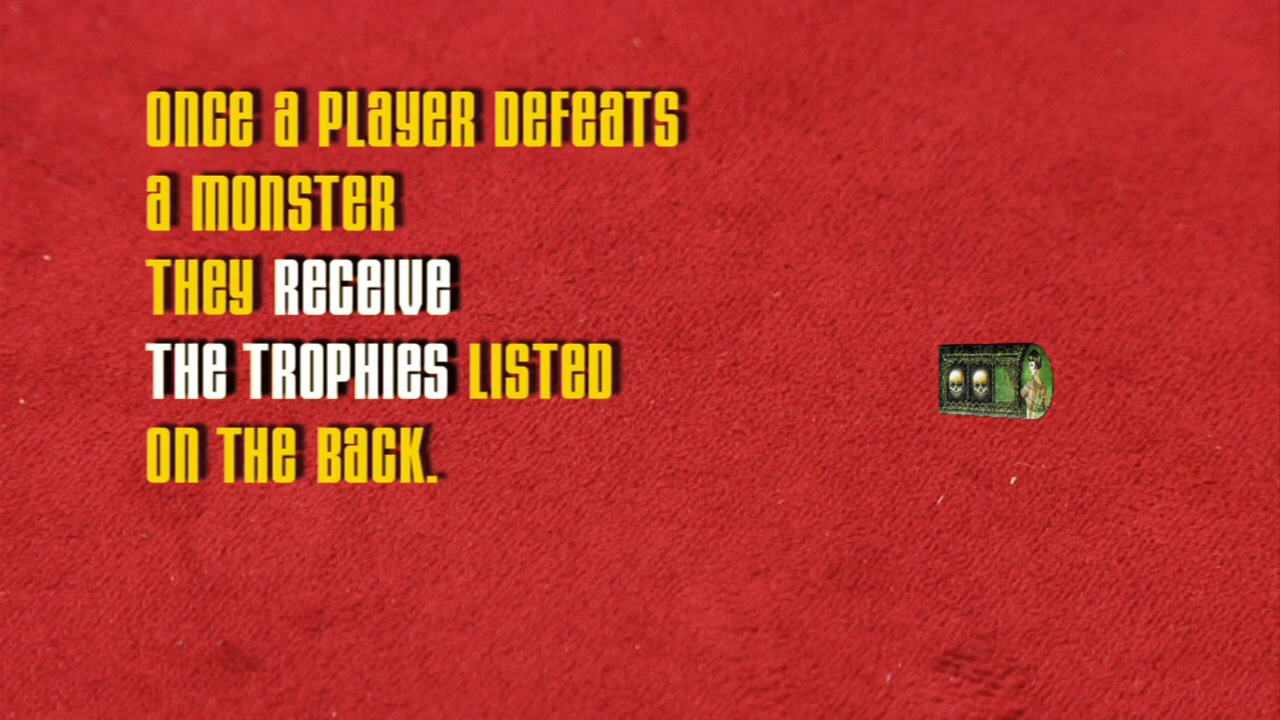 ONCE A PLAYER DEFEATS
A MONSTER
THEY RECEIVE
THE TROPHIES LISTED
ON THE BACK.